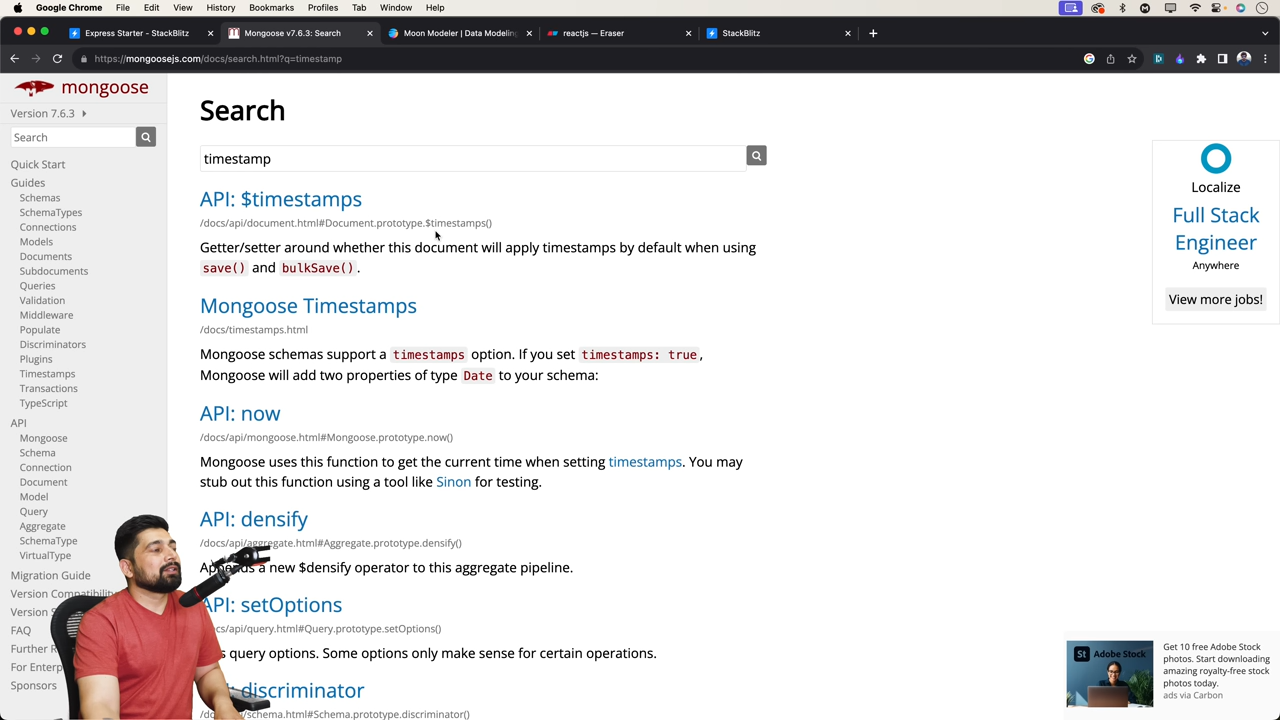 Google Chrome File Edit View History Bookmarks Profiles Tab Window Help
Express Starter - StackBlitz
Mongoose v7.6.3: Search
Moon Modeler | Data Modeling
reactjs — Eraser
StackBlitz
https://mongoosejs.com/docs/search.html?q=timestamp
mongoose
Version 7.6.3
Search
Quick Start
Guides
Schemas
SchemaTypes
Connections
Models
Documents
Subdocuments
Queries
Validation
Middleware
Populate
Discriminators
Plugins
Timestamps
Transactions
TypeScript
API
Mongoose
Schema
Connection
Document
Model
Query
Aggregate
SchemaType
VirtualType
Migration Guide
Version Compatibility
Version
FAQ
Further
For
Sponsors
Search
timestamp
API: $timestamps
/docs/api/document.html#Document.prototype.$timestamps()
Getter/setter around whether this document will apply timestamps by default when using
save() and bulkSave().
Mongoose Timestamps
/docs/timestamps.html
Mongoose schemas support a timestamps option. If you set timestamps: true,
Mongoose will add two properties of type Date to your schema:
API: now
/docs/api/mongoose.html#Mongoose.prototype.now()
Mongoose uses this function to get the current time when setting timestamps. You may
stub out this function using a tool like Sinon for testing.
API: densify
/docs/api/aggregate.html#Aggregate.prototype.densify()
Appends a new $densify operator to this aggregate pipeline.
API: setOptions
/docs/api/query.html#Query.prototype.setOptions()
query options. Some options only make sense for certain operations.
discriminator
/docs/api/schema.html#Schema.prototype.discriminator()
Localize
Full Stack
Engineer
Anywhere
View more jobs!
St Adobe Stock
Get 10 free Adobe Stock
photos. Start downloading
amazing royalty-free stock
photos today.
ads via Carbon